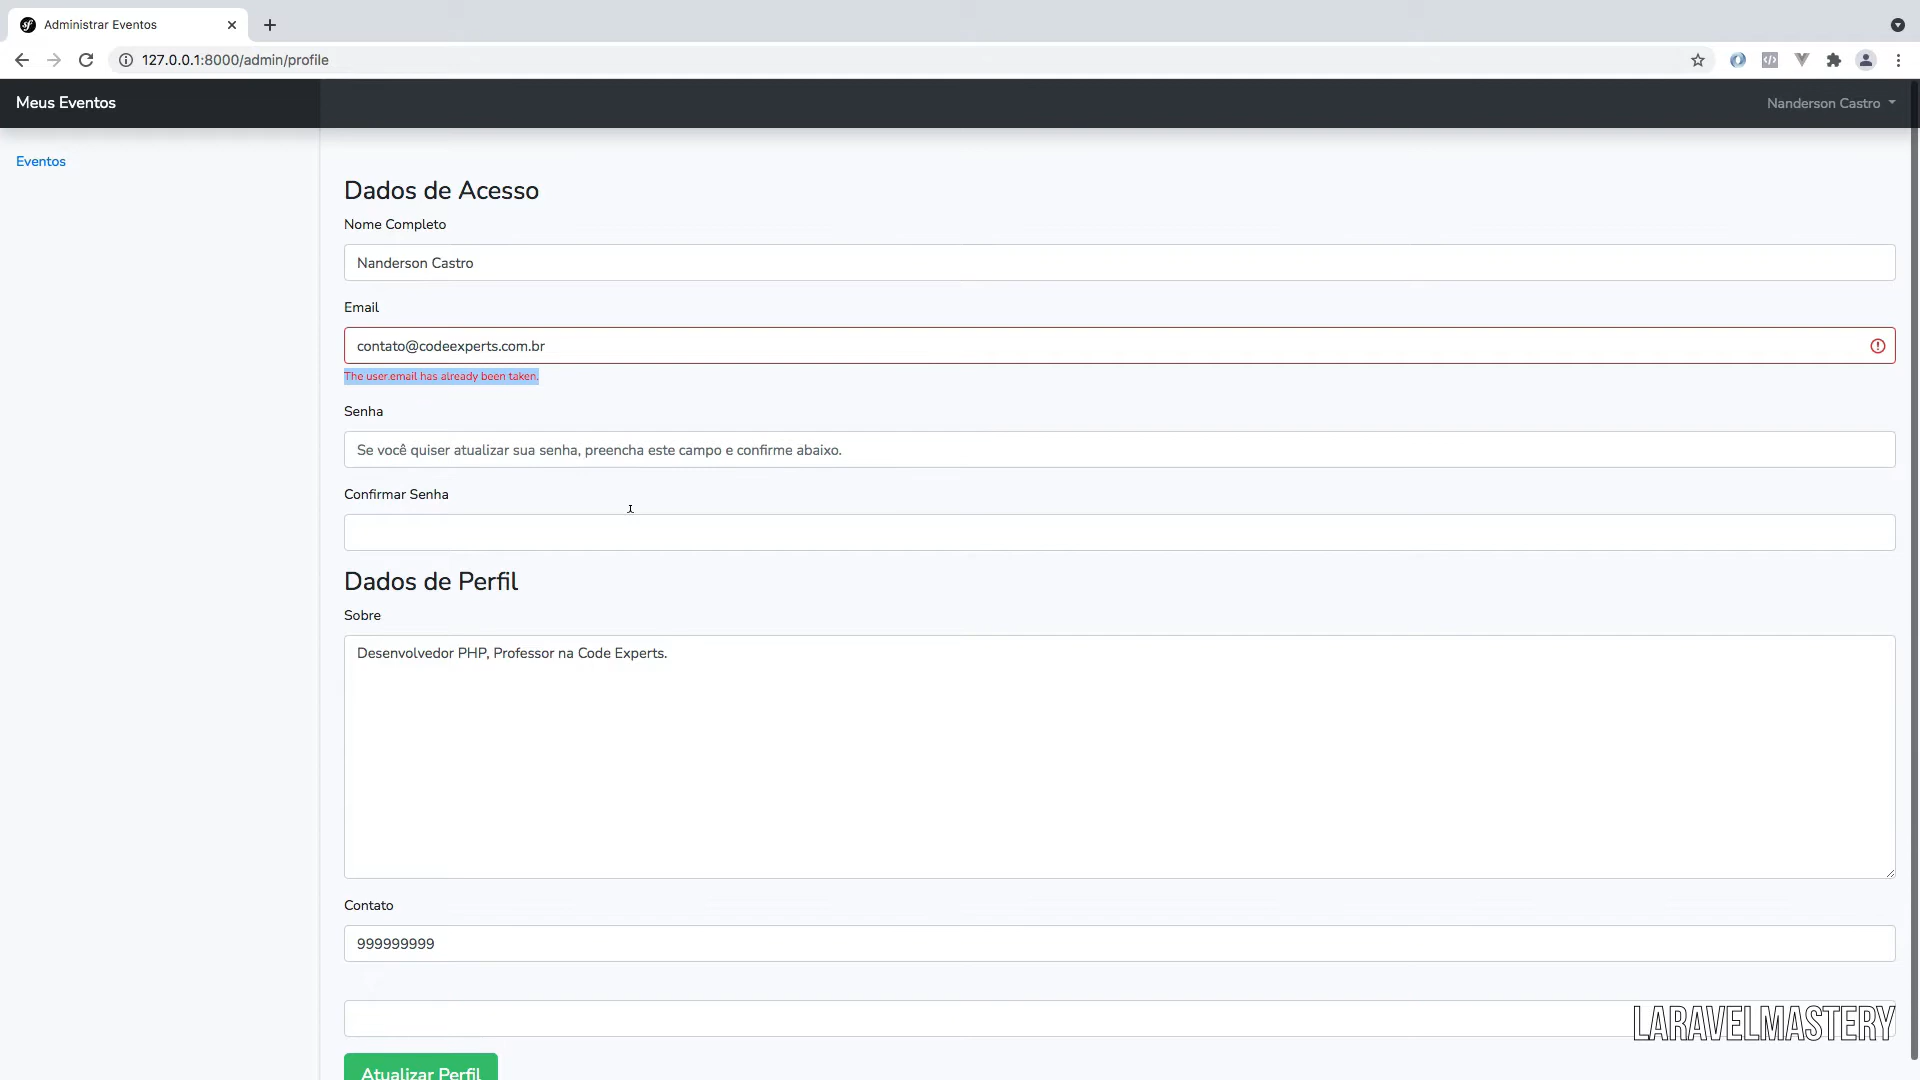 Administrar Eventos
127.0.0.1:8000/admin/profile
Meus Eventos
Nanderson Castro
Eventos
Dados de Acesso
Nome Completo
Nanderson Castro
Email
contato@codeexperts.com.br
The user.email has already been taken.
Senha
Se você quiser atualizar sua senha, preencha este campo e confirme abaixo.
Confirmar Senha
Dados de Perfil
Sobre
Desenvolvedor PHP, Professor na Code Experts.
Contato
999999999
LARAVELMASTERY
Atualizar Perfil